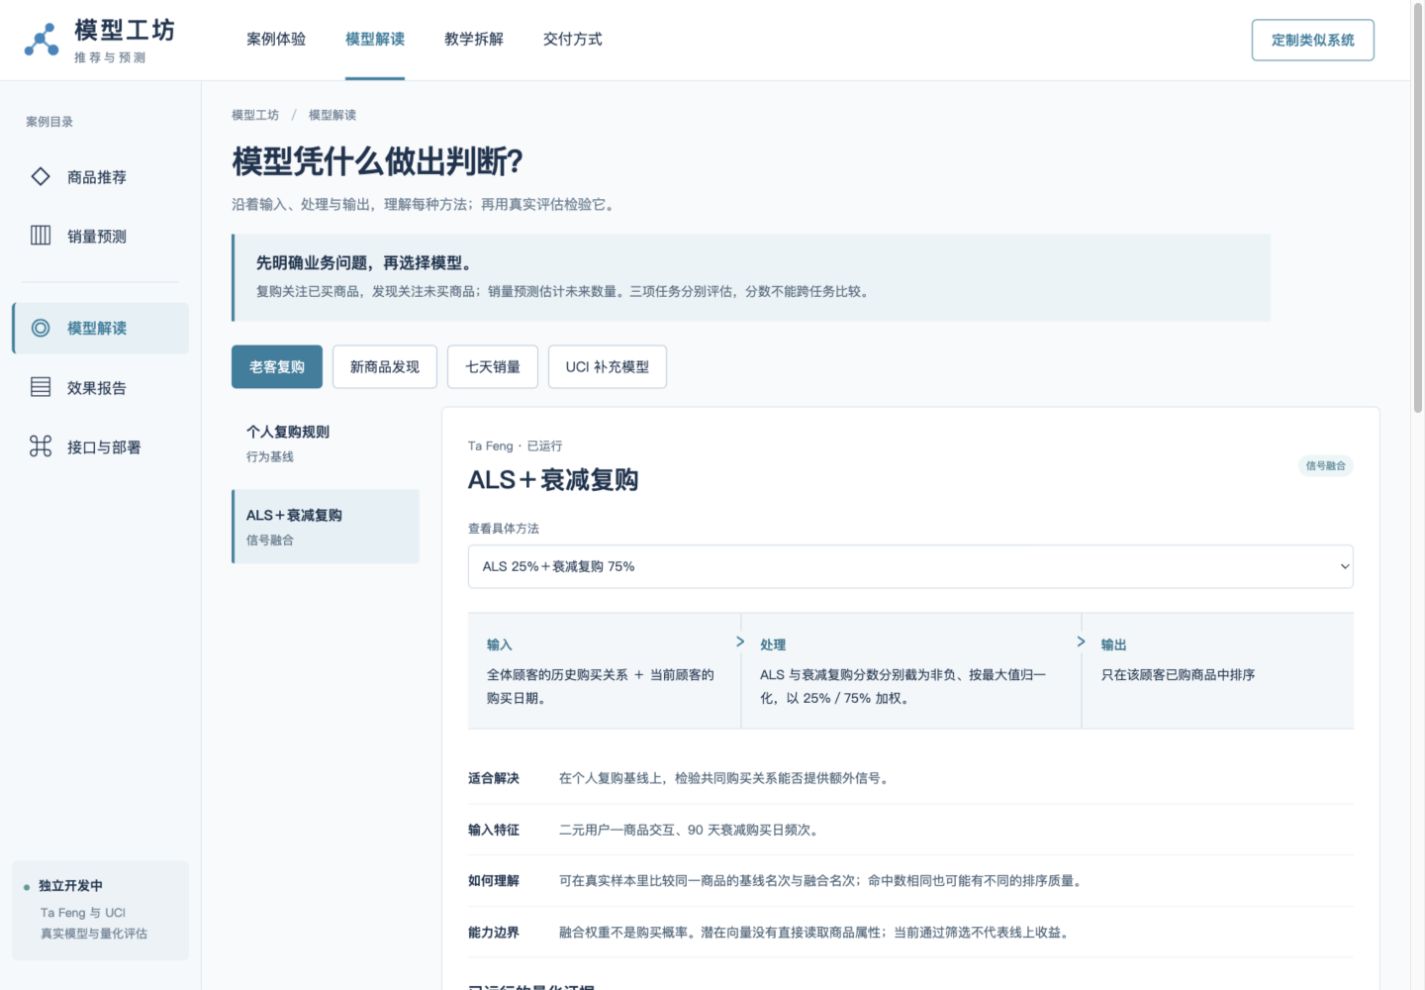 模型工坊
推荐与预测
案例体验
模型解读
教学拆解
交付方式
定制类似系统
案例目录
商品推荐
销量预测
模型解读
效果报告
接口与部署
独立开发中
Ta Feng 与 UCI
真实模型与量化评估
模型工坊 / 模型解读
模型凭什么做出判断?
沿着输入、处理与输出，理解每种方法；再用真实评估检验它。
先明确业务问题，再选择模型。
复购关注已买商品，发现关注未买商品；销量预测估计未来数量。三项任务分别评估，分数不能跨任务比较。
老客复购
新商品发现
七天销量
UCI 补充模型
个人复购规则
行为基线
ALS＋衰减复购
信号融合
Ta Feng · 已运行
ALS＋衰减复购
信号融合
查看具体方法
ALS 25%＋衰减复购 75%
输入
全体顾客的历史购买关系 ＋ 当前顾客的
购买日期。
处理
ALS 与衰减复购分数分别截为非负、按最大值归一
化，以 25% / 75% 加权。
输出
只在该顾客已购商品中排序
适合解决 在个人复购基线上，检验共同购买关系能否提供额外信号。
输入特征 二元用户—商品交互、90 天衰减购买日频次。
如何理解 可在真实样本里比较同一商品的基线名次与融合名次；命中数相同也可能有不同的排序质量。
能力边界 融合权重不是购买概率。潜在向量没有直接读取商品属性；当前通过筛选不代表线上收益。
已运行的量化证据